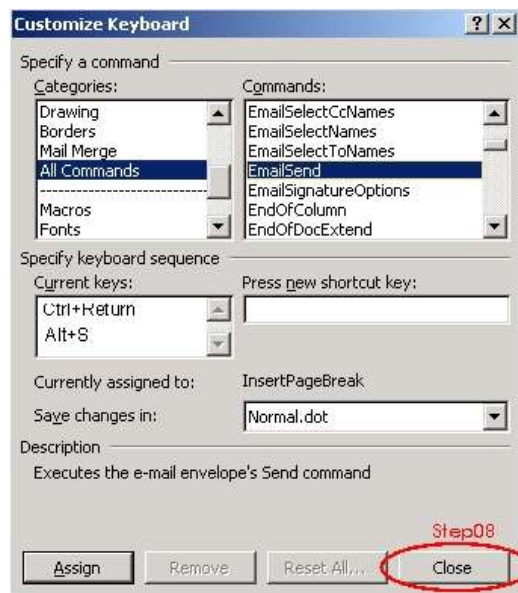 Customize Keyboard
Specify a command
Categories:
Drawing
Borders
Mail Merge
All Commands
--------------------------
Macros
Fonts
Commands:
EmailSelectCcNames
EmailSelectNames
EmailSelectToNames
EmailSend
EmailSignatureOptions
EndOfColumn
EndOfDocExtend
Specify keyboard sequence
Current keys:
Ctrl+Return
Alt+S
Press new shortcut key:
Currently assigned to: InsertPageBreak
Save changes in: Normal.dot
Description
Executes the e-mail envelope's Send command
Step08
Assign Remove Reset All... Close